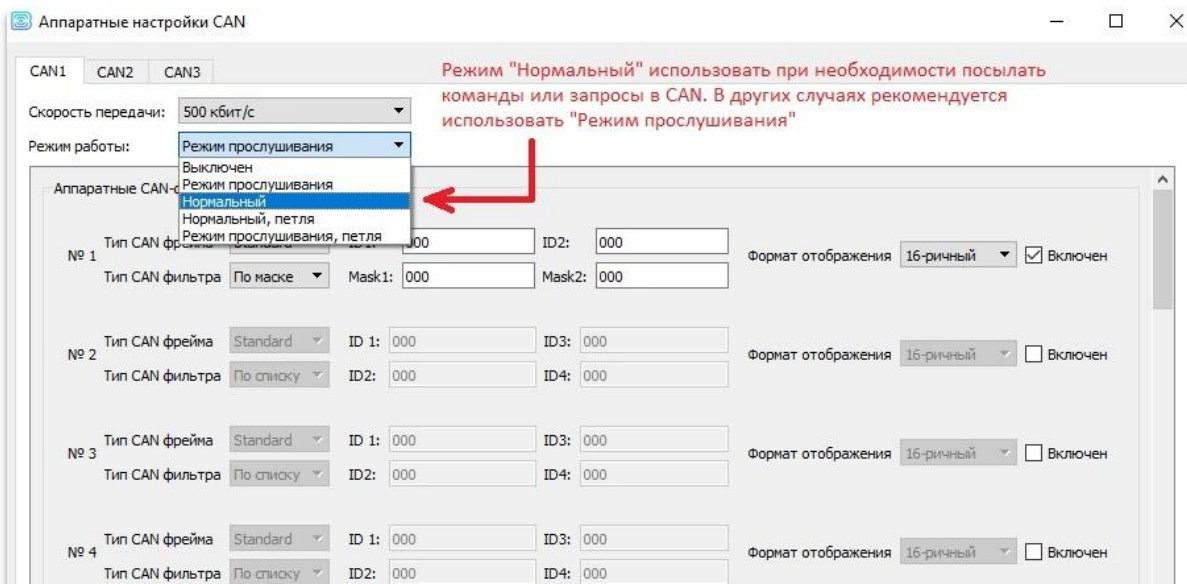 Аппаратные настройки CAN
CAN1 CAN2 CAN3
Режим "Нормальный" использовать при необходимости посылать
команды или запросы в CAN. В других случаях рекомендуется
использовать "Режим прослушивания"
Скорость передачи: 500 кбит/с
Режим работы: Режим прослушивания
Выключен
Режим прослушивания
Нормальный
Нормальный, петля
Режим прослушивания, петля
Аппаратные CAN-
№ 1
Тип CAN 000 ID2: 000
Тип CAN фильтра По маске Mask1: 000 Mask2: 000
Формат отображения 16-ричный Включен
№ 2
Тип CAN фрейма Standard ID 1: 000 ID3: 000
Тип CAN фильтра По списку ID2: 000 ID4: 000
Формат отображения 16-ричный Включен
№ 3
Тип CAN фрейма Standard ID 1: 000 ID3: 000
Тип CAN фильтра По списку ID2: 000 ID4: 000
Формат отображения 16-ричный Включен
№ 4
Тип CAN фрейма Standard ID 1: 000 ID3: 000
Тип CAN фильтра По списку ID2: 000 ID4: 000
Формат отображения 16-ричный Включен